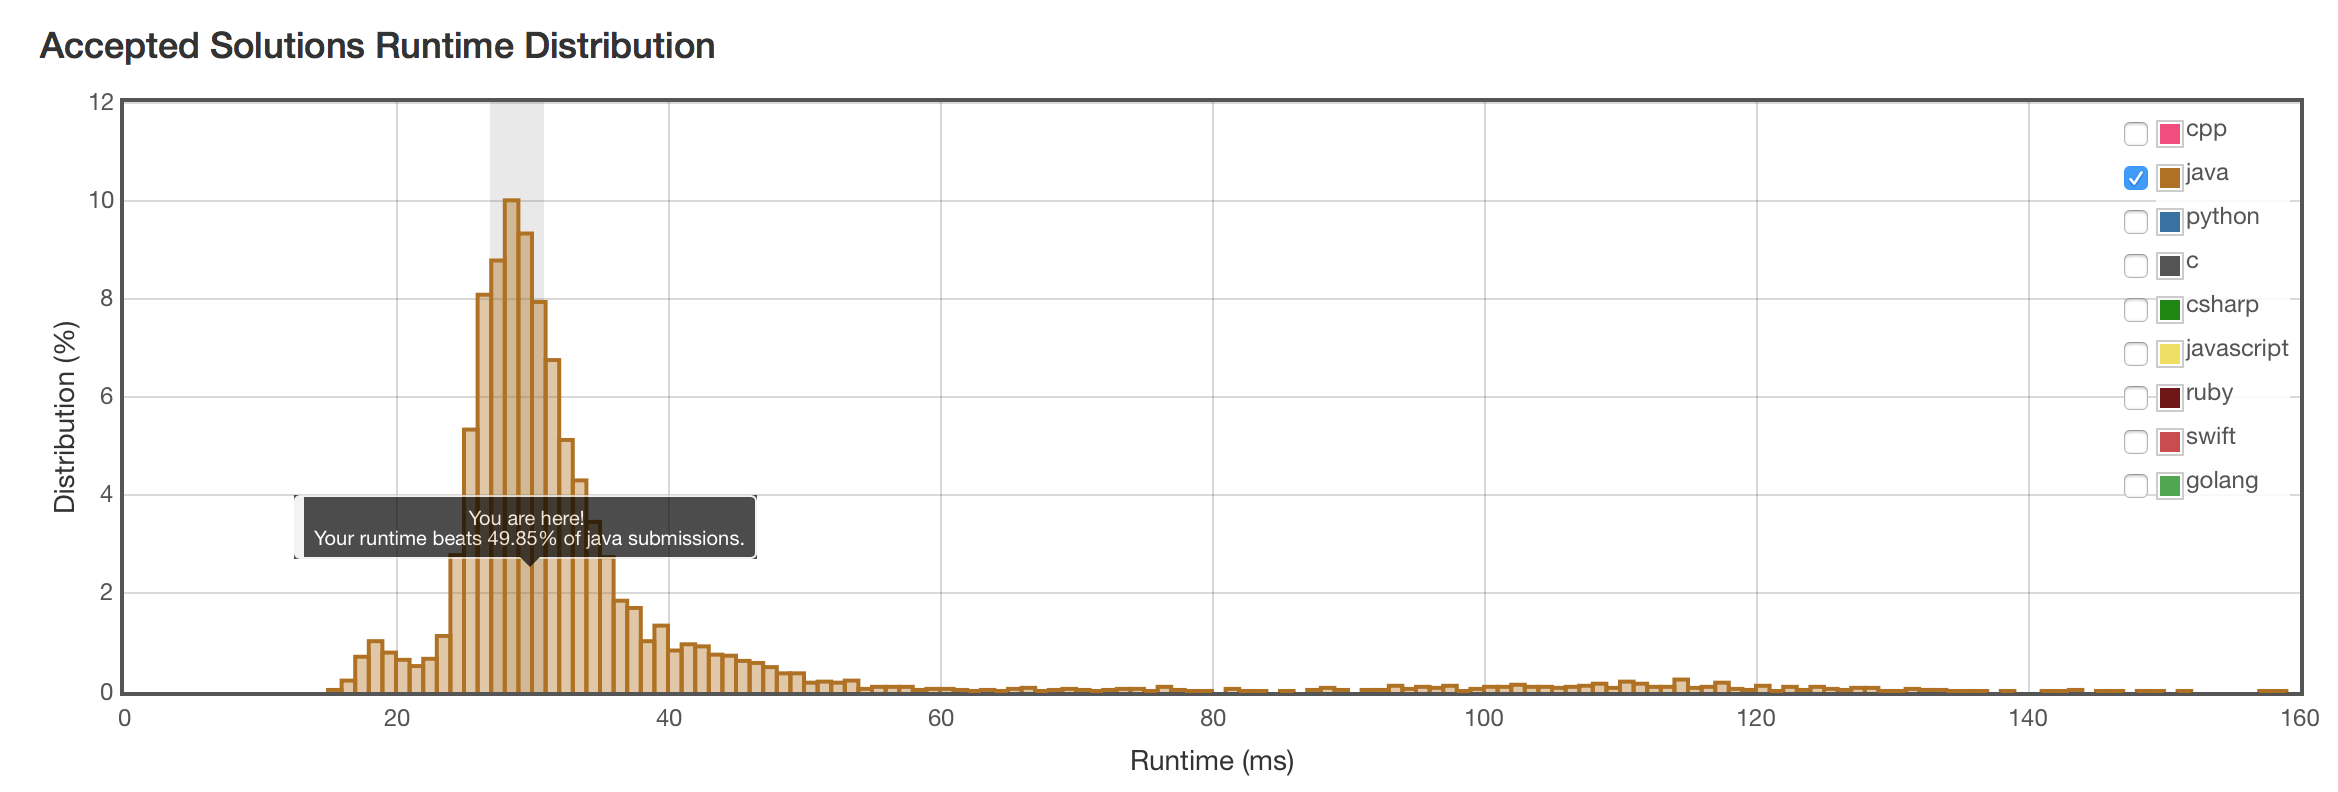 Accepted Solutions Runtime Distribution
12
10
8
6
4
2
0
Distribution (%)
You are here!
Your runtime beats 49.85% of java submissions.
cpp
java
python
c
csharp
javascript
ruby
swift
golang
0 20 40 60 80 100 120 140 160
Runtime (ms)